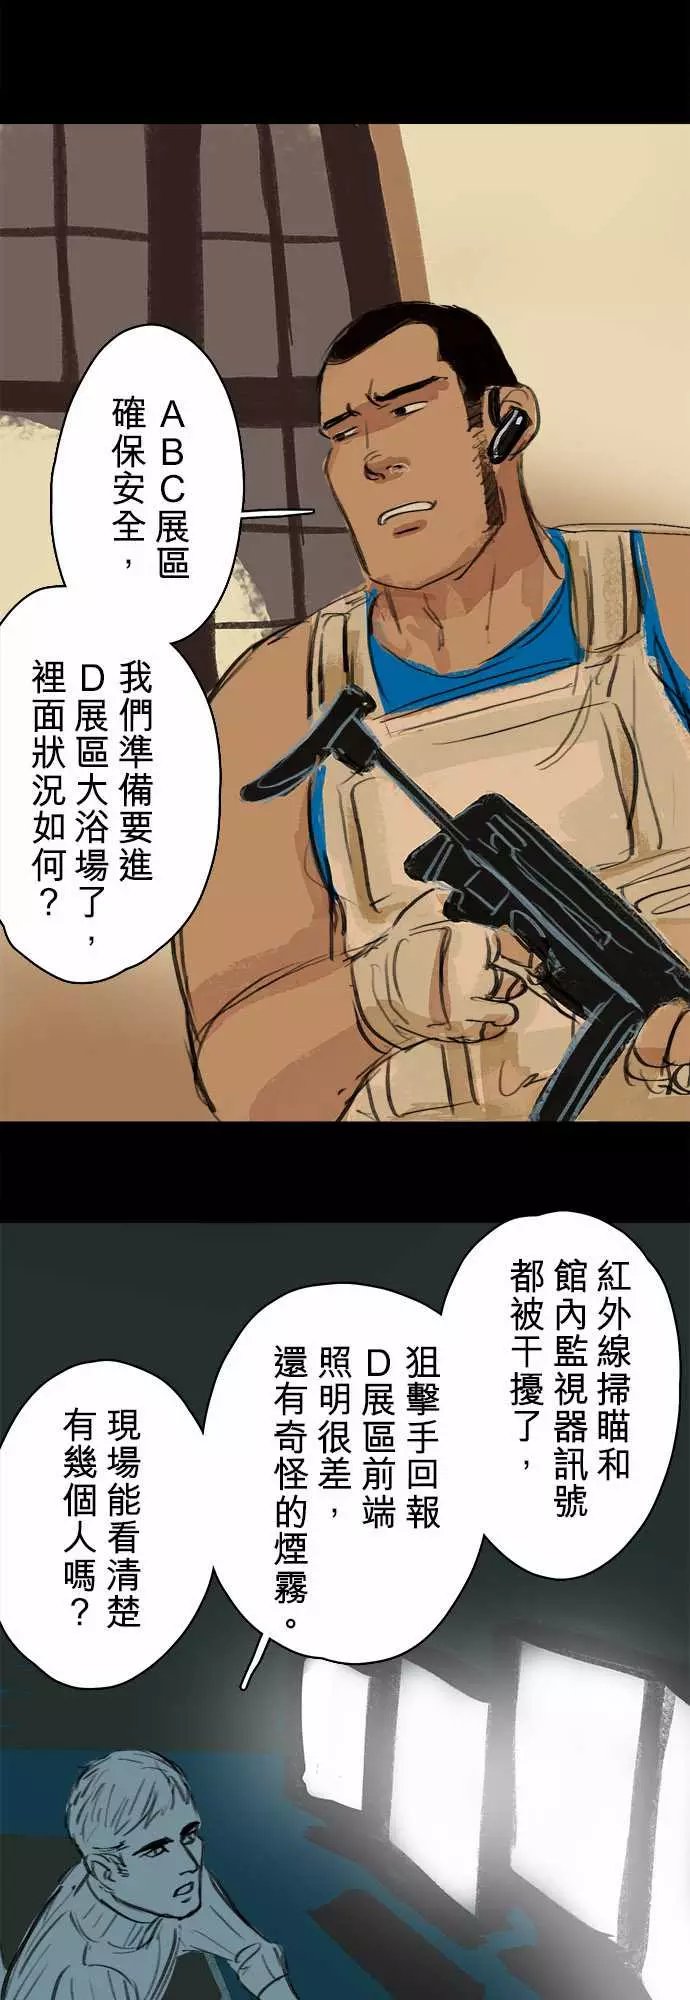 ABC展區
確保安全，
我們準備要進
D展區大浴場了，
裡面狀況如何？
紅外線掃瞄和
館內監視器訊號
都被干擾了，
狙擊手回報
D展區前端
照明很差，
還有奇怪的煙霧。
現場能看清楚
有幾個人嗎？